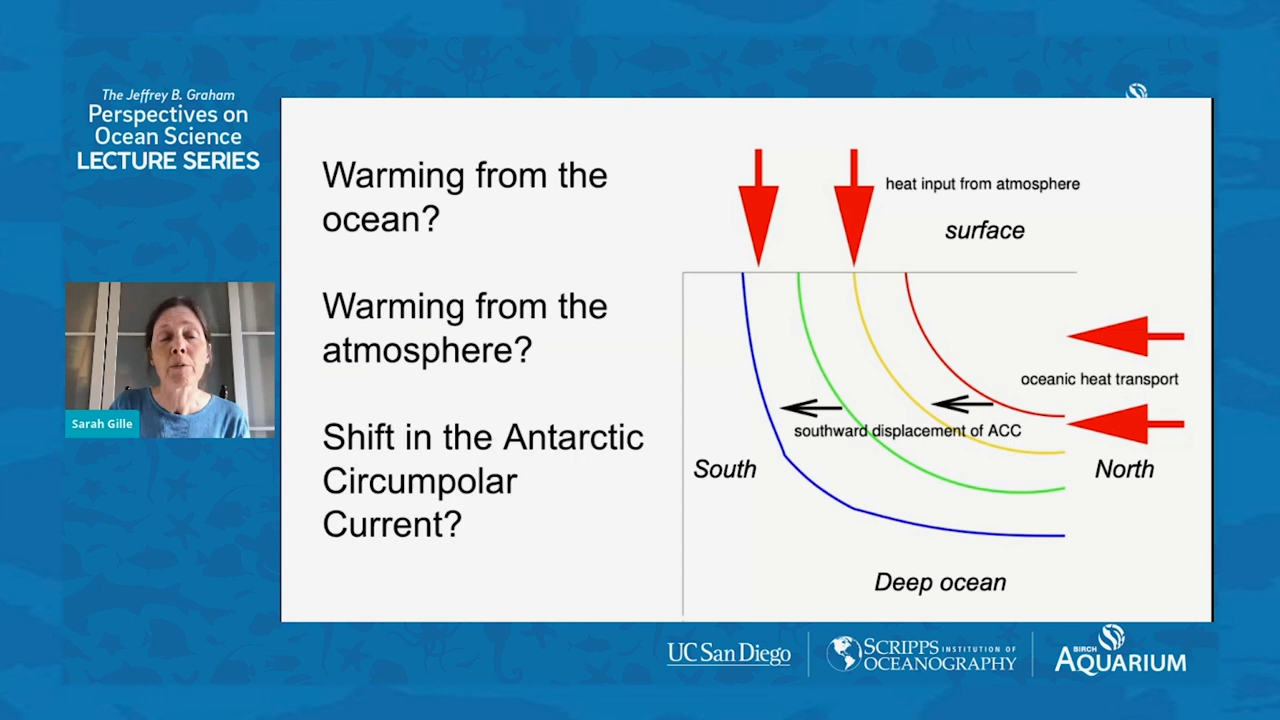 The Jeffrey B. Graham
Perspectives on
Ocean Science
LECTURE SERIES
Sarah Gille
Warming from the
ocean?
Warming from the
atmosphere?
Shift in the Antarctic
Circumpolar
Current?
heat input from atmosphere
surface
oceanic heat transport
southward displacement of ACC
South
North
Deep ocean
UC San Diego
SCRIPPS INSTITUTION OF
OCEANOGRAPHY
BIRCH
AQUARIUM